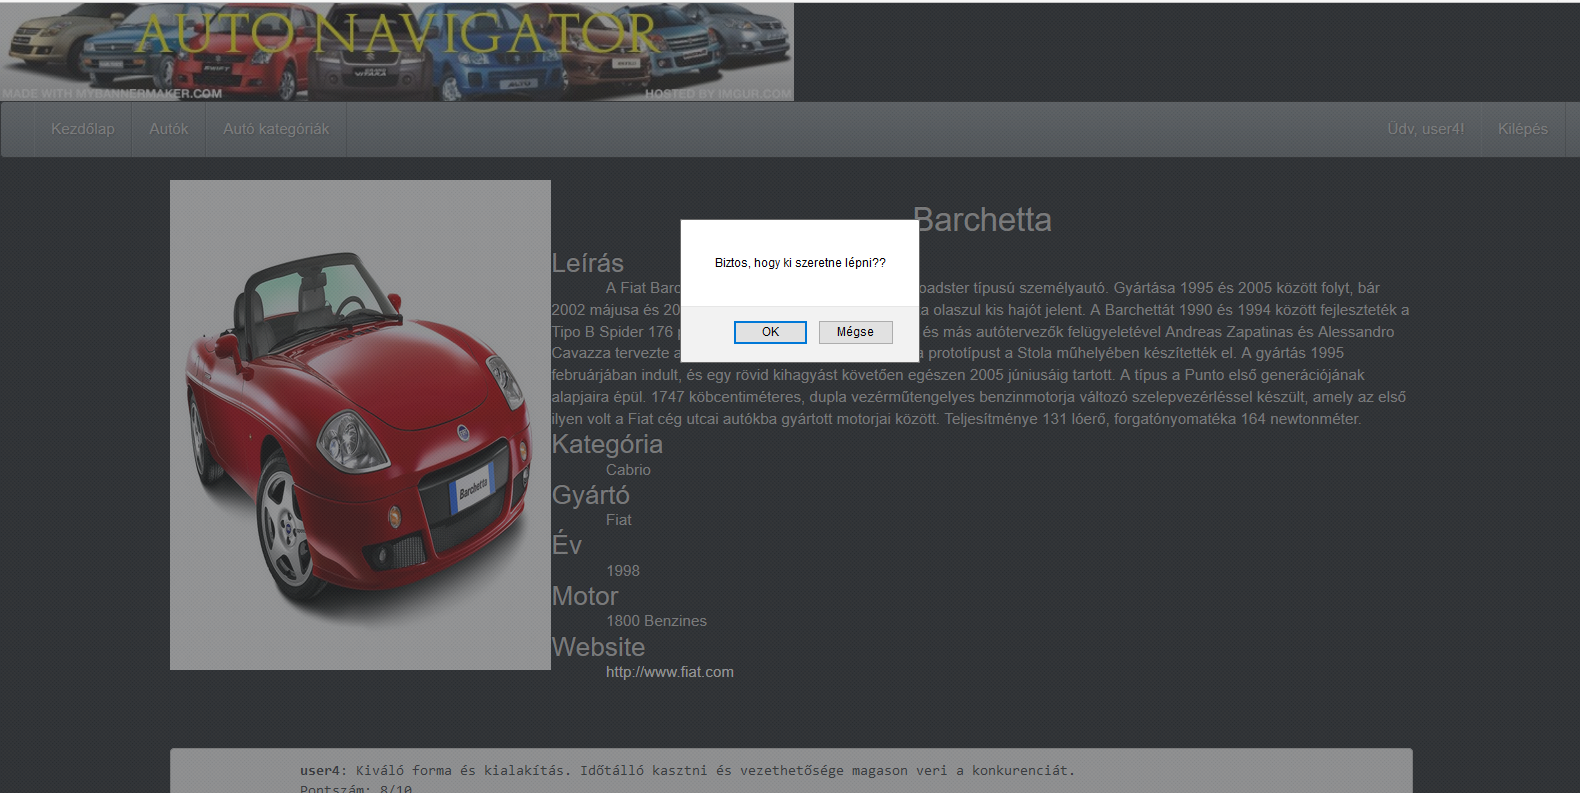 AUTO NAVIGATOR
SWIFT
GRAND
VITARA
ALTO
MADE WITH MYBANNERMAKER.COM
HOSTED BY IMGUR.COM
Kezdőlap
Autók
Autó kategóriák
Üdv, user4!
Kilépés
Barchetta
Biztos, hogy ki szeretne lépni??
OK
Mégse
Leírás
A Fiat Barc oadster típusú személyautó. Gyártása 1995 és 2005 között folyt, bár
2002 májusa és 20 a olaszul kis hajót jelent. A Barchettát 1990 és 1994 között fejlesztették a
Tipo B Spider 176 p és más autótervezők felügyeletével Andreas Zapatinas és Alessandro
Cavazza tervezte a a prototípust a Stola műhelyében készítették el. A gyártás 1995
februárjában indult, és egy rövid kihagyást követően egészen 2005 júniusáig tartott. A típus a Punto első generációjának
alapjaira épül. 1747 köbcentiméteres, dupla vezérműtengelyes benzinmotorja változó szelepvezérléssel készült, amely az első
ilyen volt a Fiat cég utcai autókba gyártott motorjai között. Teljesítménye 131 lóerő, forgatónyomatéka 164 newtonméter.
Kategória
Cabrio
Gyártó
Fiat
Év
1998
Motor
1800 Benzines
Website
http://www.fiat.com
Barchetta
user4: Kiváló forma és kialakítás. Időtálló kasztni és vezethetősége magason veri a konkurenciát.
Pontszám: 8/10